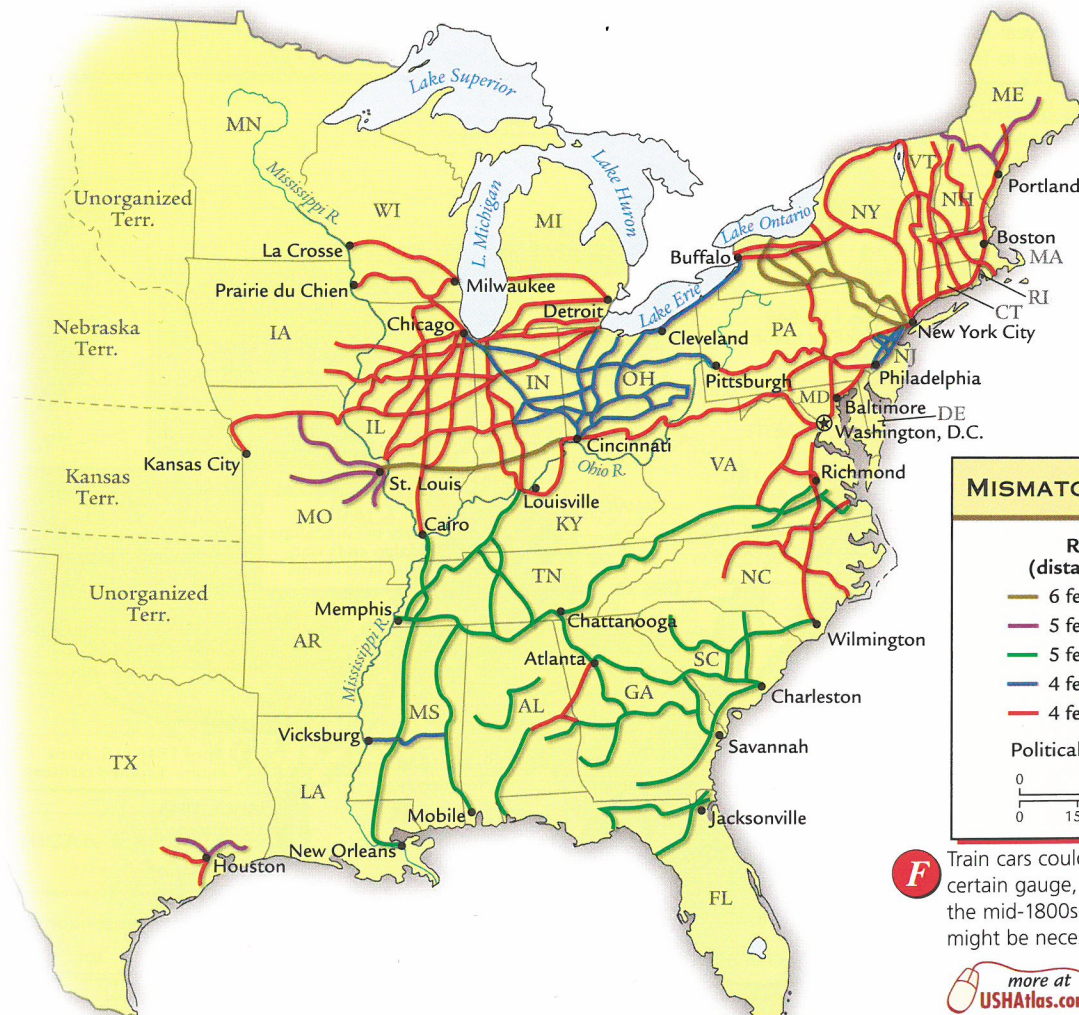 Lake Superior
ME
MN
VT
Lake Huron
Mississippi R.
Portland
Unorganized
Terr.
L. Michigan
NH
WI
MI
Lake Ontario
NY
La Crosse
Buffalo
Boston
MA
Prairie du Chien
Milwaukee
Lake Erie
RI
Detroit
CT
Nebraska
Terr.
IA
Chicago
Cleveland
PA
New York City
NJ
IN
OH
Pittsburgh
Philadelphia
MD
Baltimore
DE
IL
Cincinnati
Washington, D.C.
Kansas City
Ohio R.
VA
Kansas
Terr.
St. Louis
Richmond
Louisville
MO
KY
Cairo
MISMATC
R
(dista
6 fe
5 fe
5 fe
4 fe
4 fe
Political
0
0 15
TN
NC
Unorganized
Terr.
Memphis
Chattanooga
Wilmington
AR
Mississippi R.
Atlanta
SC
Charleston
MS
AL
GA
Vicksburg
Savannah
TX
LA
Mobile
Jacksonville
New Orleans
Houston
FL
F
Train cars coul
certain gauge,
the mid-1800s
might be nece
more at
USHAtlas.com